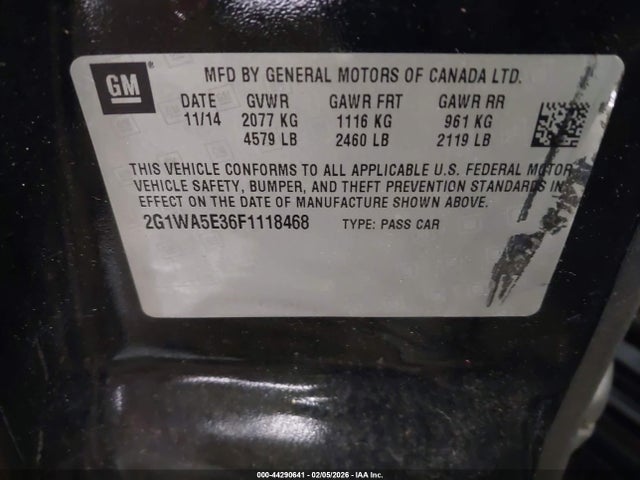 GM
MFD BY GENERAL MOTORS OF CANADA LTD.
DATE GVWR GAWR FRT GAWR RR
11/14 2077 KG 1116 KG 961 KG
4579 LB 2460 LB 2119 LB
THIS VEHICLE CONFORMS TO ALL APPLICABLE U.S. FEDERAL MOTOR
VEHICLE SAFETY, BUMPER, AND THEFT PREVENTION STANDARDS IN
EFFECT ON THE DATE OF MANUFACTURE SHOWN ABOVE.
2G1WA5E36F1118468 TYPE: PASS CAR
000-44290641 - 02/05/2026 - IAA Inc.